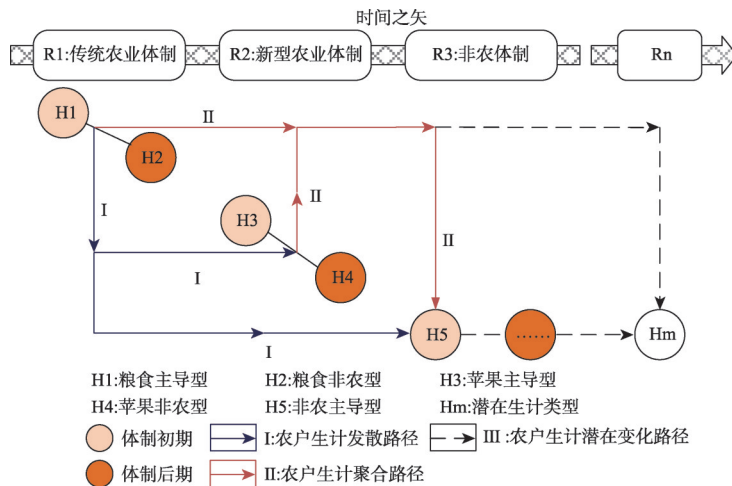 时间之矢
R1:传统农业体制 R2:新型农业体制 R3:非农体制 Rn
H1
II
H2
I
H3
II
II
I
H4
H5
……
Hm
I
H1:粮食主导型 H2:粮食非农型 H3:苹果主导型
H4:苹果非农型 H5:非农主导型 Hm:潜在生计类型
体制初期 I:农户生计发散路径 III:农户生计潜在变化路径
体制后期 II:农户生计聚合路径